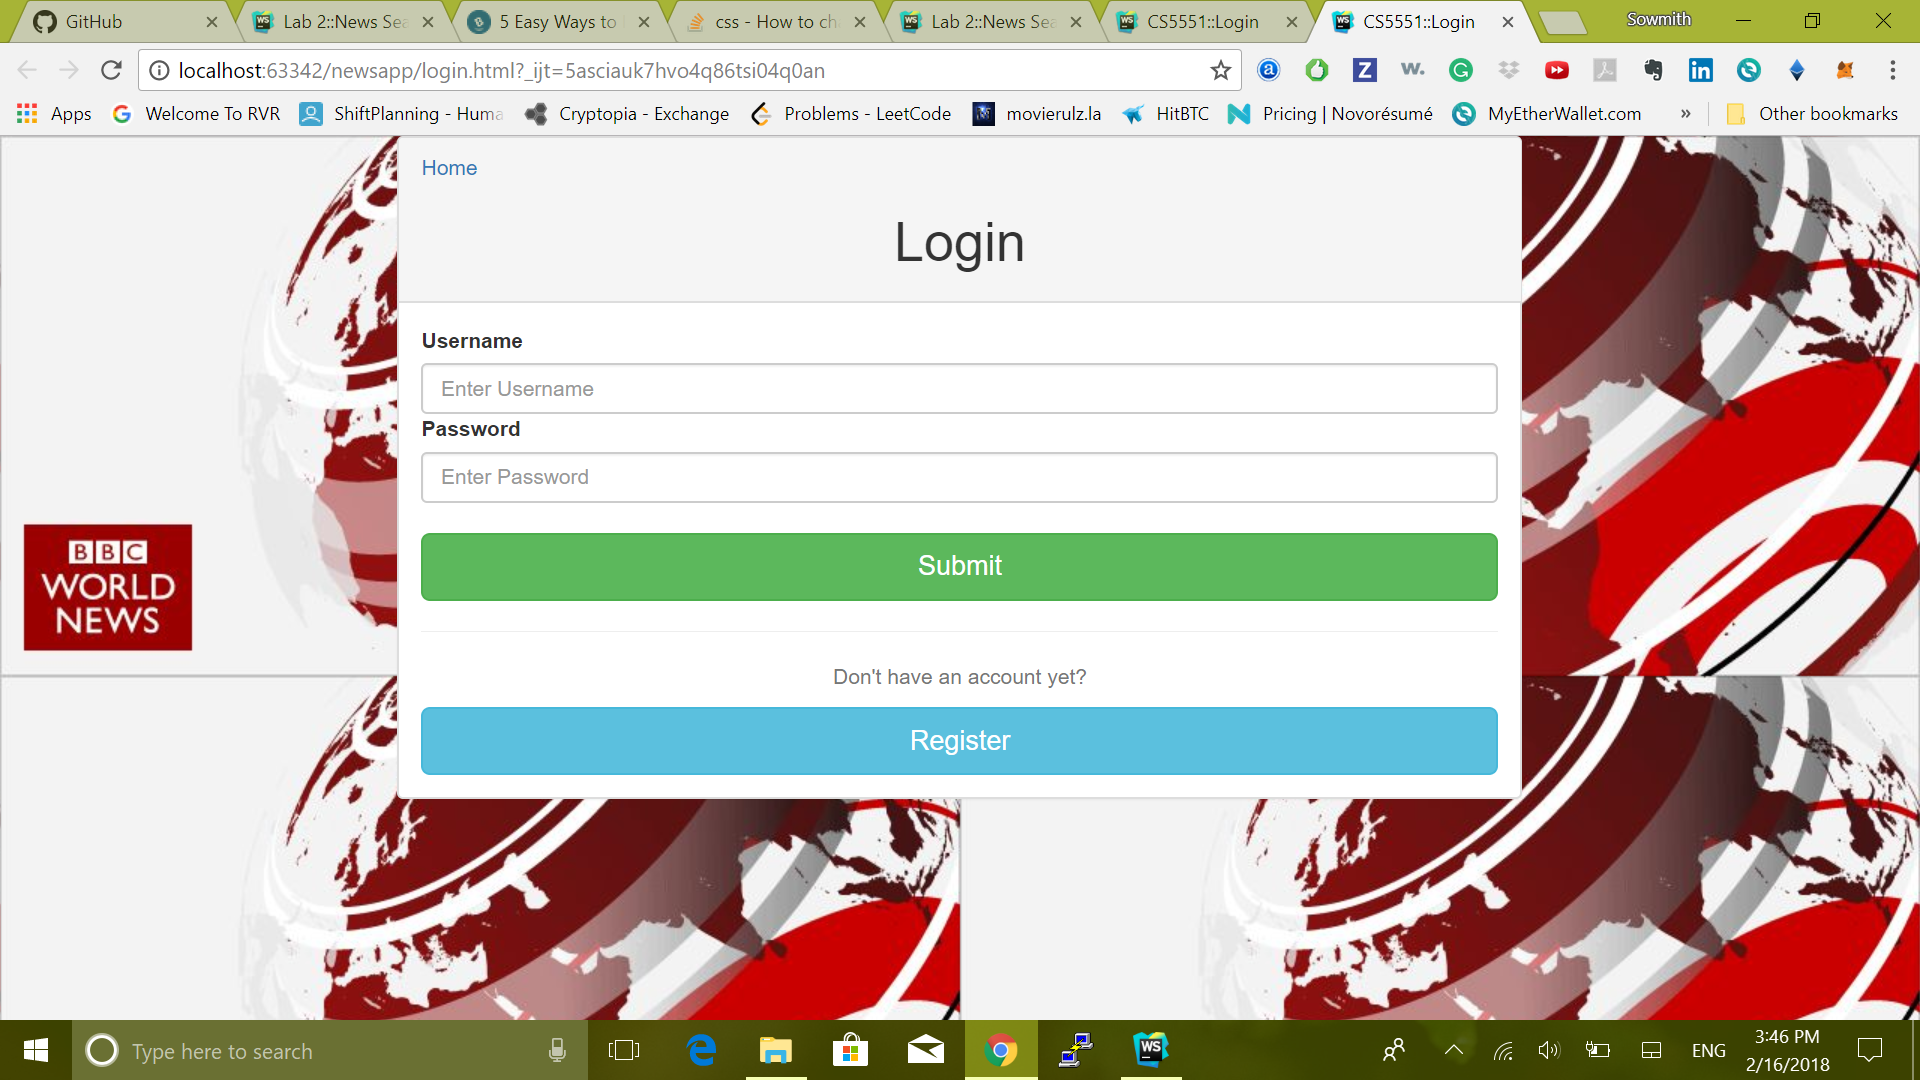 GitHub
Lab 2::News Sea
5 Easy Ways to
css - How to ch
Lab 2::News Sea
CS5551::Login
CS5551::Login
Sowmith
localhost:63342/newsapp/login.html?_ijt=5asciauk7hvo4q86tsi04q0an
Apps
Welcome To RVR
ShiftPlanning - Huma
Cryptopia - Exchange
Problems - LeetCode
movierulz.la
HitBTC
Pricing | Novorésumé
MyEtherWallet.com
»
Other bookmarks
Home
Login
Username
Enter Username
Password
Enter Password
Submit
Don't have an account yet?
Register
BBC
WORLD
NEWS
Type here to search
WS
ENG
3:46 PM
2/16/2018